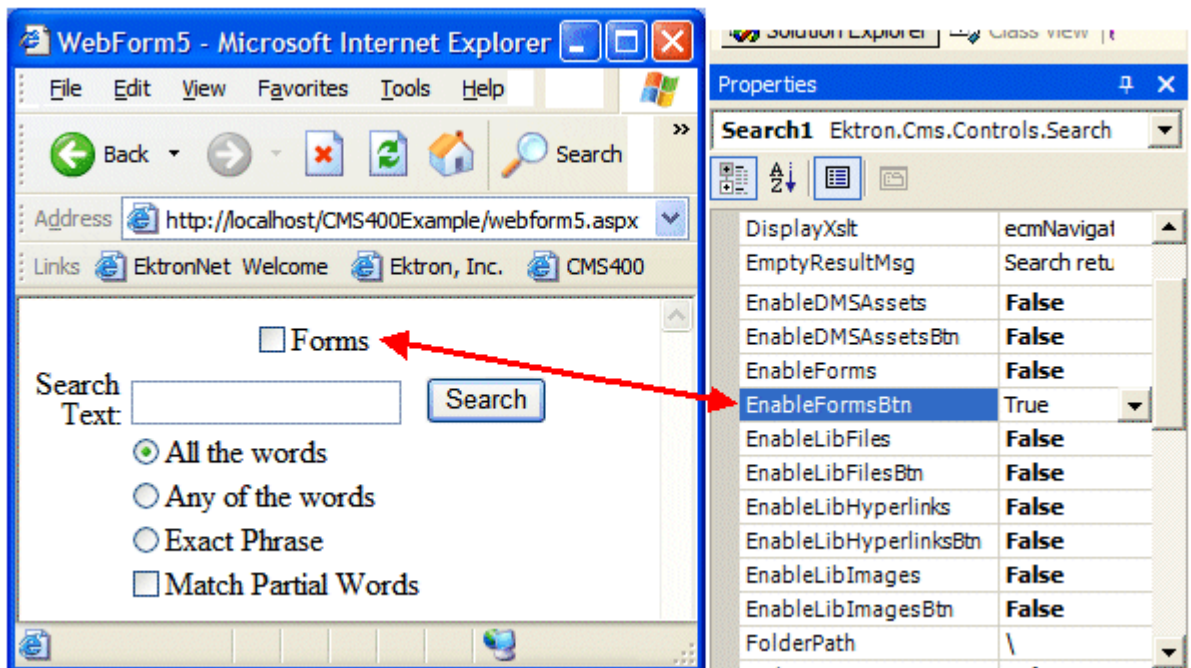 WebForm5 - Microsoft Internet Explorer
File Edit View Favorites Tools Help
Back Search »
Address http://localhost/CMS400Example/webform5.aspx
Links EktronNet Welcome Ektron, Inc. CMS400
Forms
Search Text: Search
All the words
Any of the words
Exact Phrase
Match Partial Words
Solution Explorer Class View
Properties
Search1 Ektron.Cms.Controls.Search
DisplayXslt ecmNavigat
EmptyResultMsg Search retu
EnableDMSAssets False
EnableDMSAssetsBtn False
EnableForms False
EnableFormsBtn True
EnableLibFiles False
EnableLibFilesBtn False
EnableLibHyperlinks False
EnableLibHyperlinksBtn False
EnableLibImages False
EnableLibImagesBtn False
FolderPath \